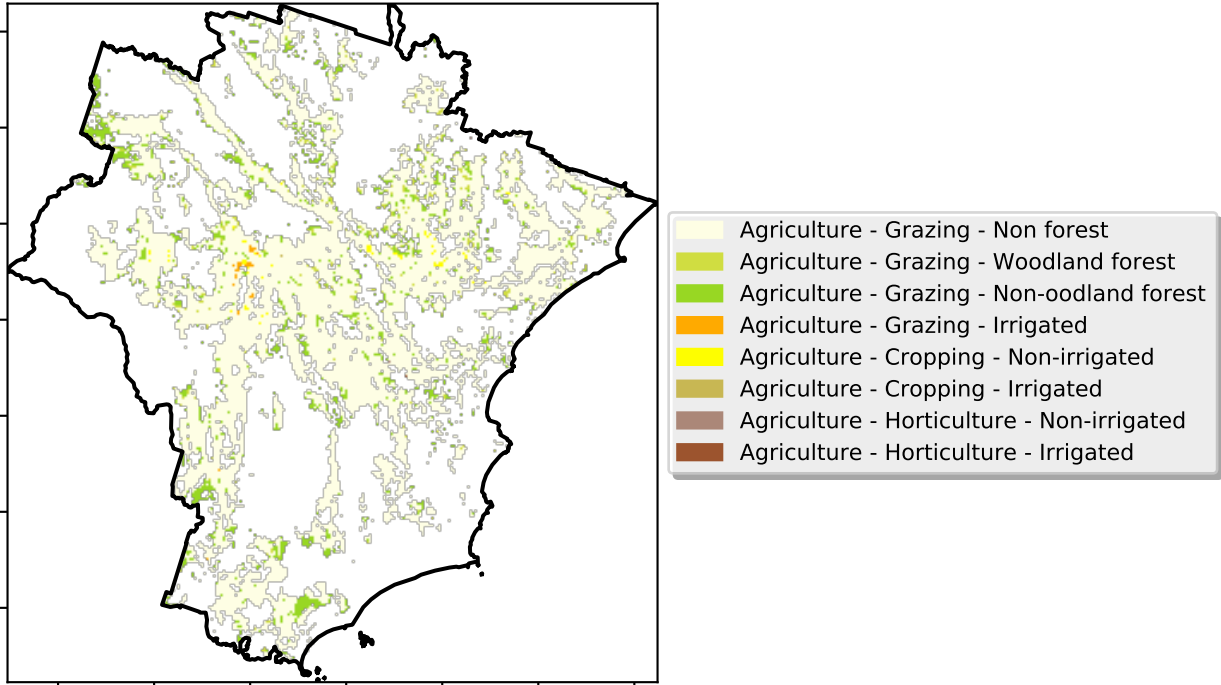 Agriculture - Grazing - Non forest
Agriculture - Grazing - Woodland forest
Agriculture - Grazing - Non-oodland forest
Agriculture - Grazing - Irrigated
Agriculture - Cropping - Non-irrigated
Agriculture - Cropping - Irrigated
Agriculture - Horticulture - Non-irrigated
Agriculture - Horticulture - Irrigated